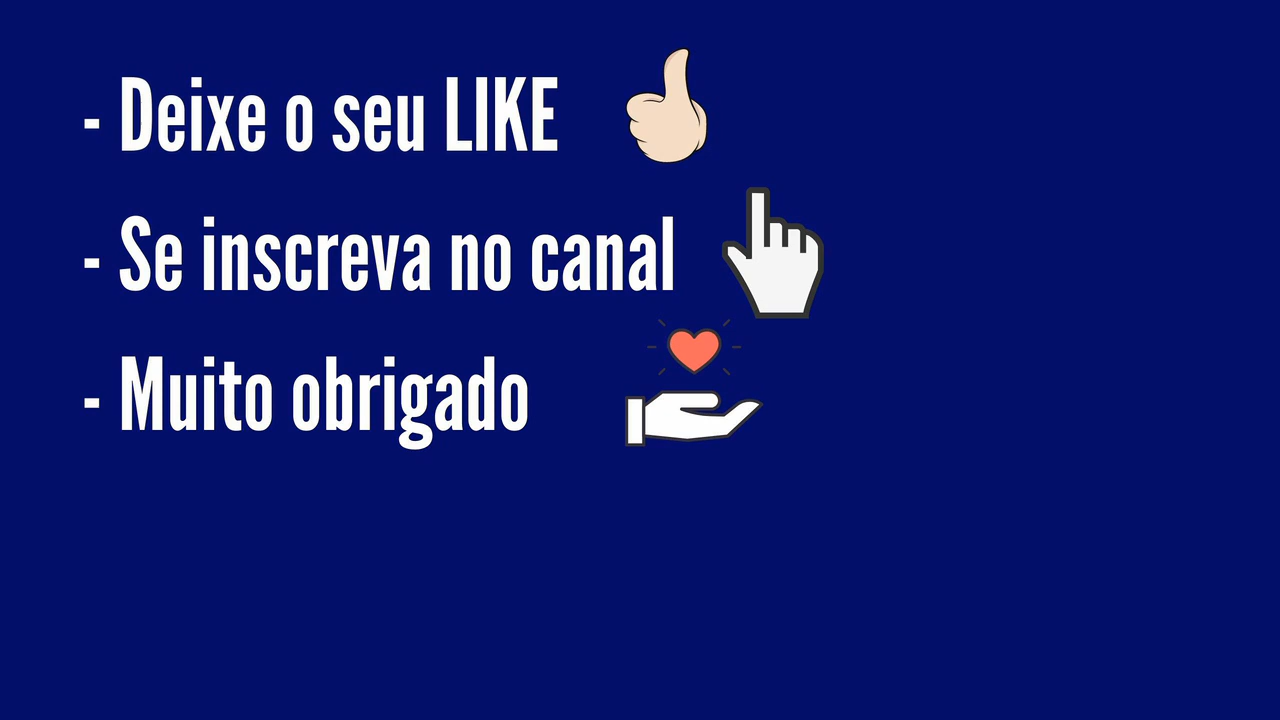 - Deixe o seu LIKE
- Se inscreva no canal
- Muito obrigado